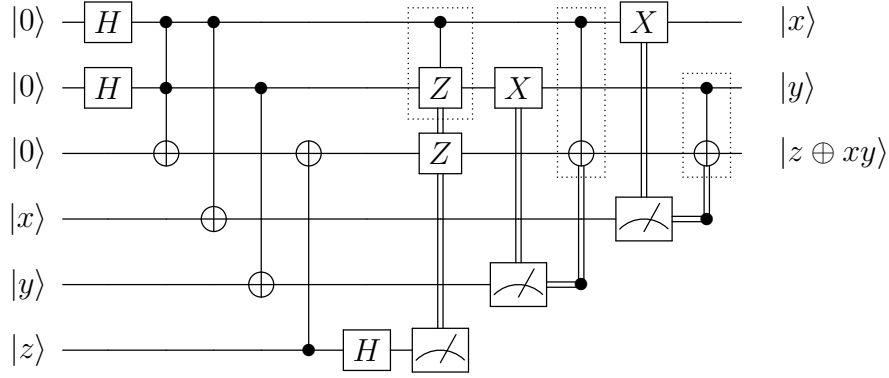 |0⟩ H X |x⟩
|0⟩ H Z X |y⟩
|0⟩ Z |z ⊕ xy⟩
|x⟩
|y⟩
|z⟩ H